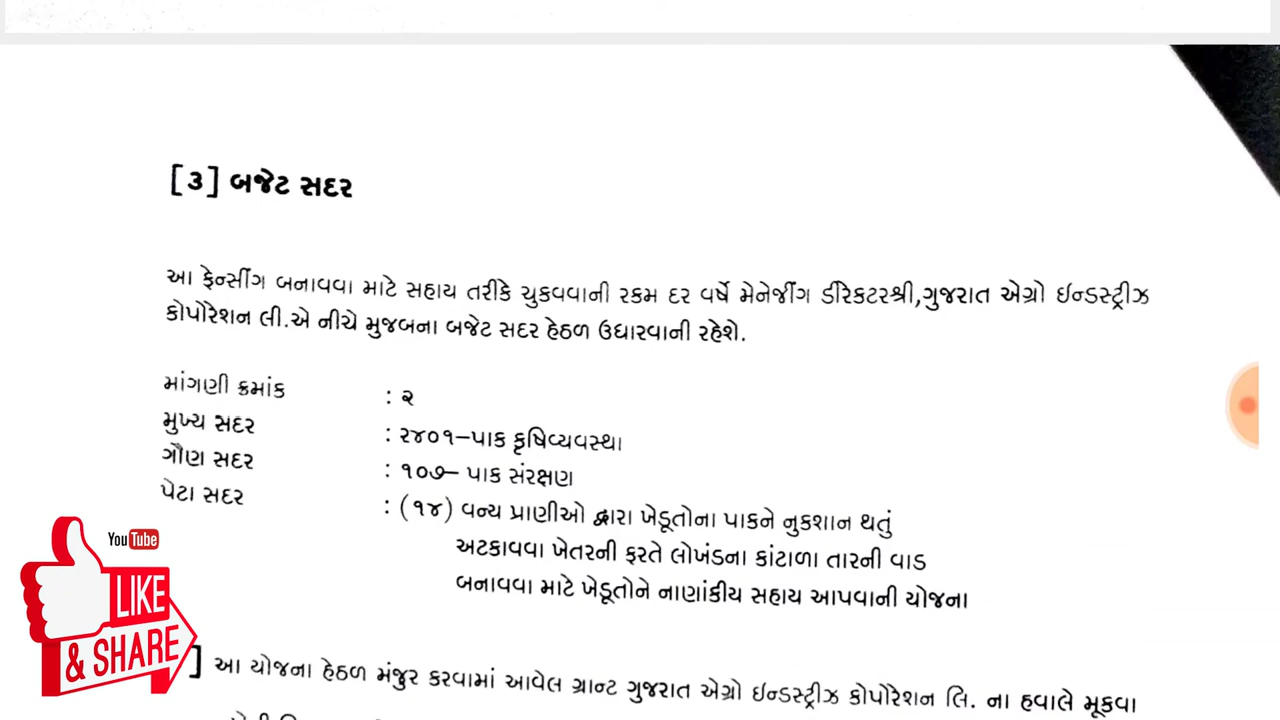 [૩] બજેટ સદર
આ ફેન્સીંગ બનાવવા માટે સહાય તરીકે ચુકવવાની રકમ દર વર્ષે મેનેજીંગ ડીરેકટરશ્રી,ગુજરાત એગ્રો ઇન્ડસ્ટ્રીઝ
કોર્પોરેશન લી.એ નીચે મુજબના બજેટ સદર હેઠળ ઉધારવાની રહેશે.
માંગણી ક્રમાંક : ૨
મુખ્ય સદર : ૨૪૦૧–પાક કૃષિવ્યવસ્થા
ગૌણ સદર : ૧૦૭– પાક સંરક્ષણ
પેટા સદર : (૧૪) વન્ય પ્રાણીઓ દ્વારા ખેડૂતોના પાકને નુકશાન થતું
અટકાવવા ખેતરની ફરતે લોખંડના કાંટાળા તારની વાડ
બનાવવા માટે ખેડૂતોને નાણાંકીય સહાય આપવાની યોજના
YouTube
LIKE
& SHARE
] આ યોજના હેઠળ મંજુર કરવામાં આવેલ ગ્રાન્ટ ગુજરાત એગ્રો ઇન્ડસ્ટ્રીઝ કોર્પોરેશન લિ. ના હવાલે મૂકવા